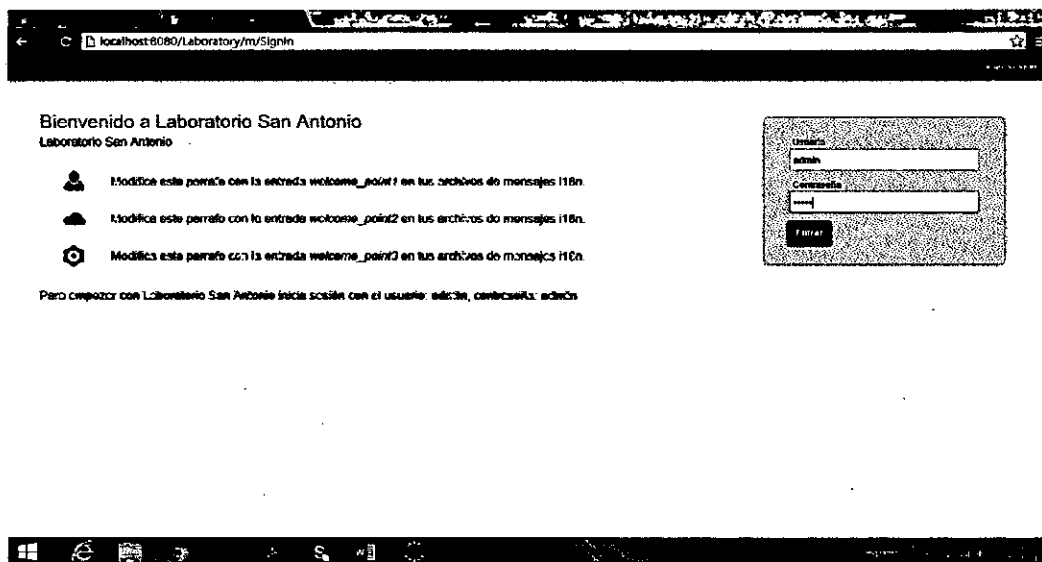 localhost:8080/Laboratory/m/SignIn
Bienvenido a Laboratorio San Antonio
Laboratorio San Antonio
Usuario
admin
Contraseña
•••••
Entrar
Modifica este parrafo con la entrada welcome_point1 en tus archivos de mensajes i18n.
Modifica este parrafo con la entrada welcome_point2 en tus archivos de mensajes i18n.
Modifica este parrafo con la entrada welcome_point3 en tus archivos de mensajes i18n.
Para empezar con Laboratorio San Antonio inicia sesión con el usuario: admin, contraseña: admin